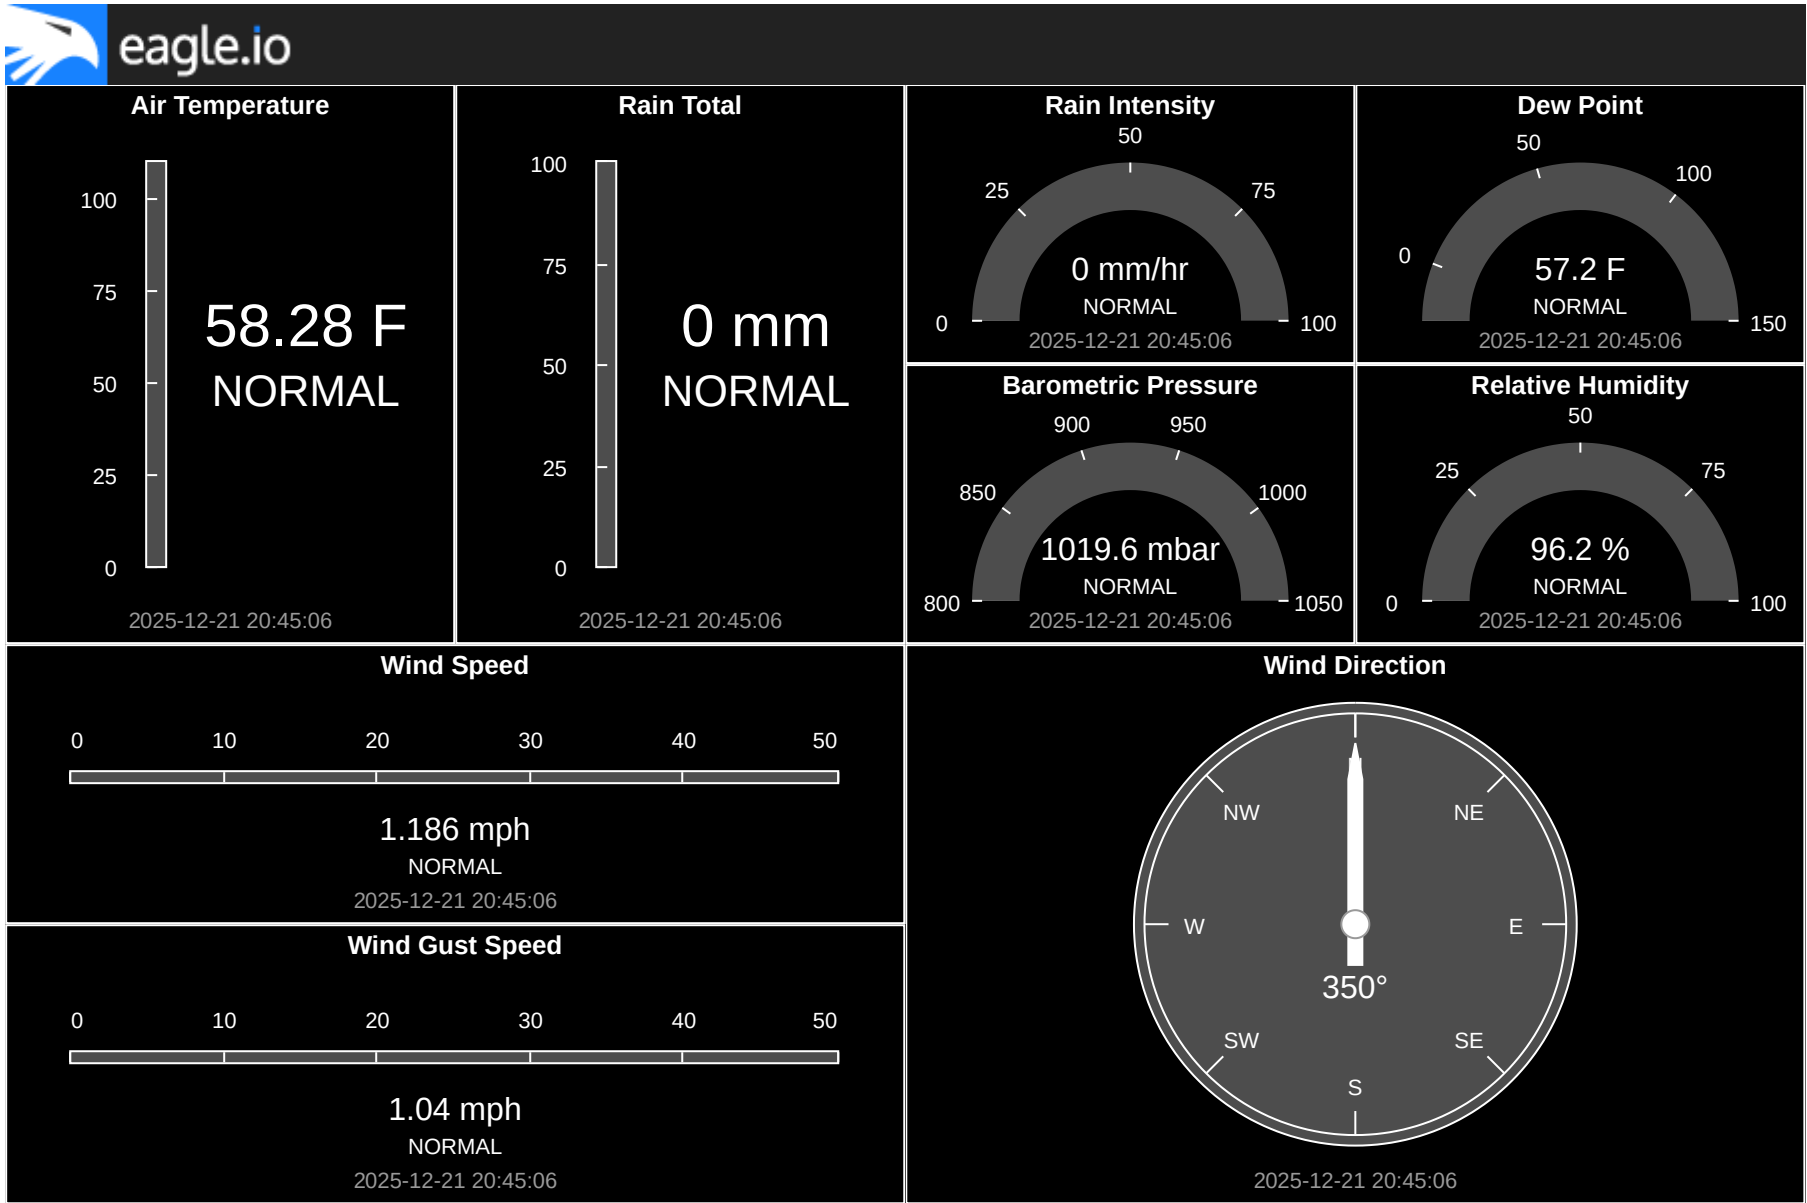 eagle.io
Air Temperature
100
75
50
25
0
58.28 F
NORMAL
2025-12-21 20:45:06
Rain Total
100
75
50
25
0
0 mm
NORMAL
2025-12-21 20:45:06
Rain Intensity
0
25
50
75
100
0 mm/hr
NORMAL
2025-12-21 20:45:06
Dew Point
0
50
100
150
57.2 F
NORMAL
2025-12-21 20:45:06
Barometric Pressure
800
850
900
950
1000
1050
1019.6 mbar
NORMAL
2025-12-21 20:45:06
Relative Humidity
0
25
50
75
100
96.2 %
NORMAL
2025-12-21 20:45:06
Wind Speed
0 10 20 30 40 50
1.186 mph
NORMAL
2025-12-21 20:45:06
Wind Gust Speed
0 10 20 30 40 50
1.04 mph
NORMAL
2025-12-21 20:45:06
Wind Direction
NW NE
W E
350°
SW SE
S
2025-12-21 20:45:06